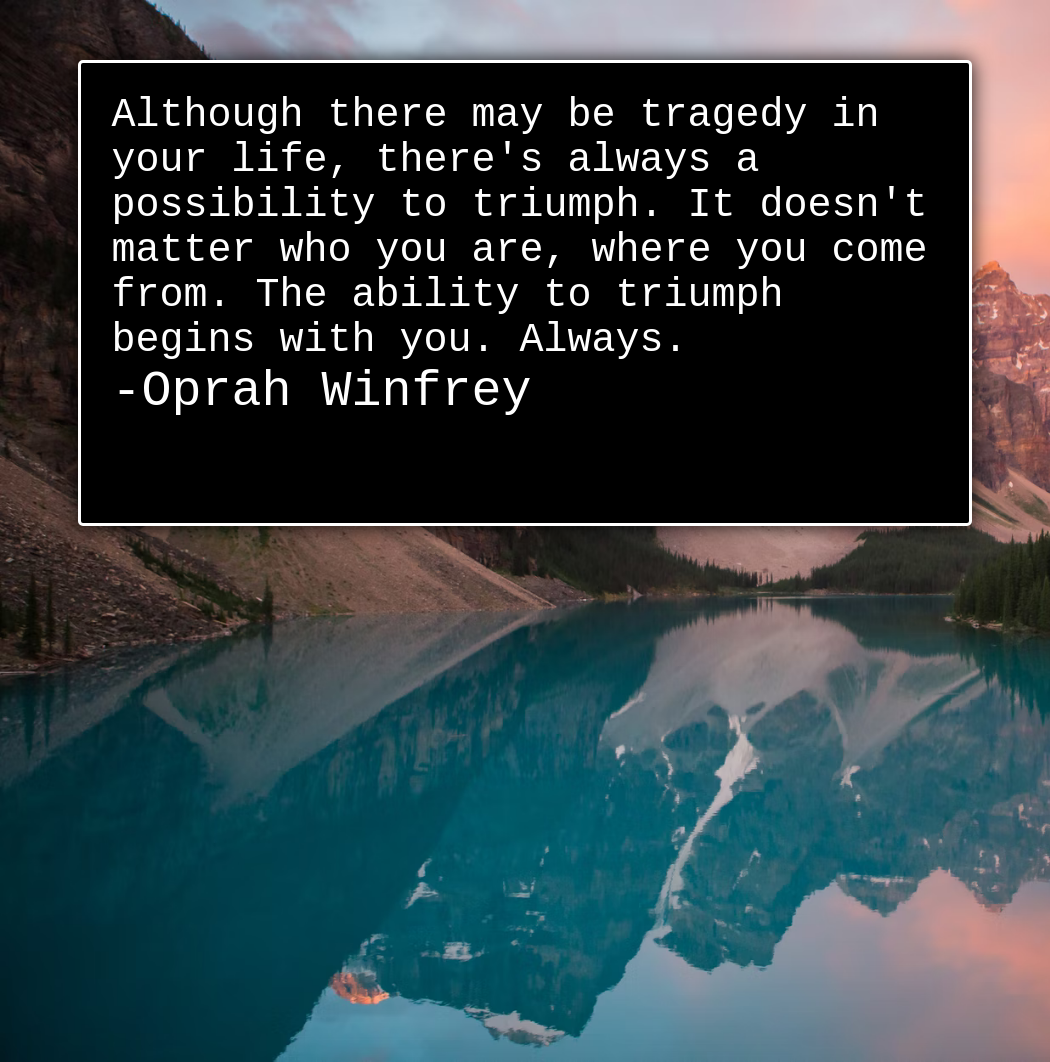 Although there may be tragedy in
your life, there's always a
possibility to triumph. It doesn't
matter who you are, where you come
from. The ability to triumph
begins with you. Always.
-Oprah Winfrey